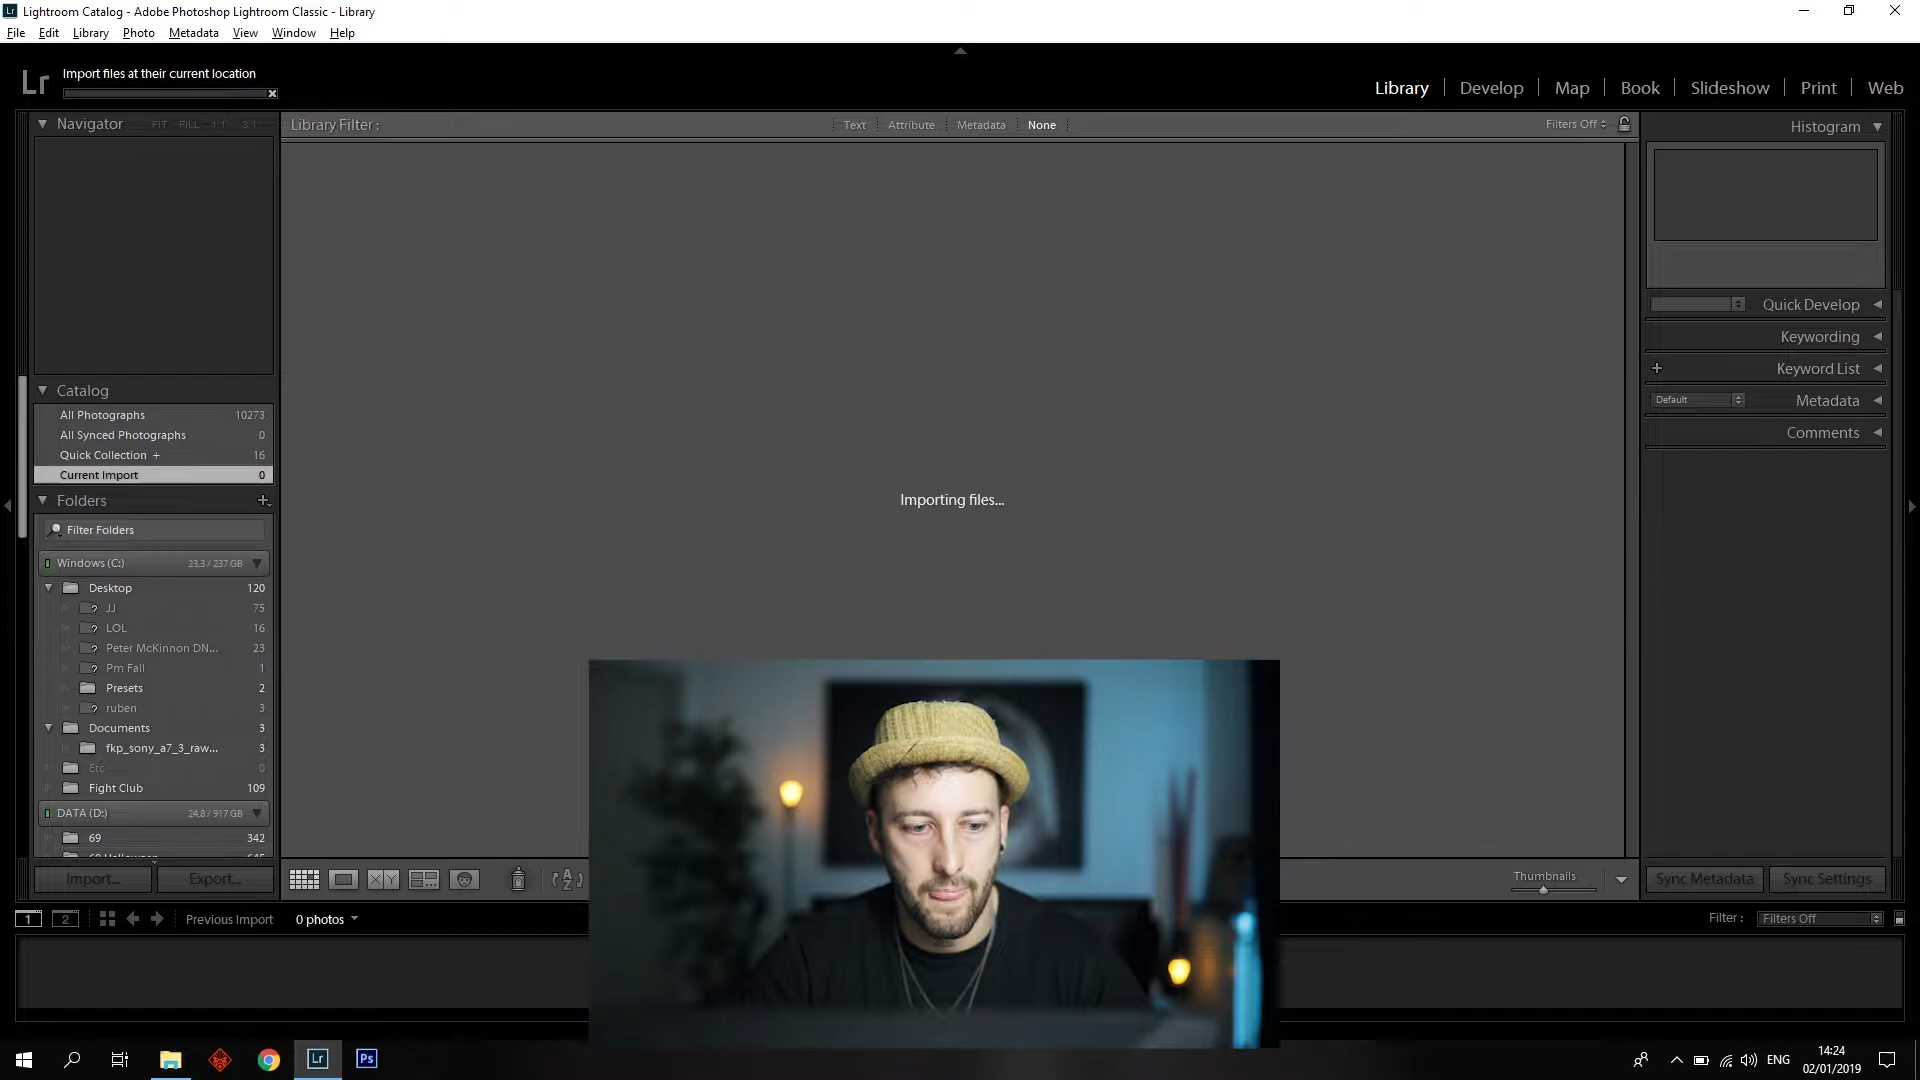 Lr Lightroom Catalog - Adobe Photoshop Lightroom Classic - Library
File Edit Library Photo Metadata View Window Help
Lr Import files at their current location
Library Develop Map Book Slideshow Print Web
Navigator FIT FILL 1:1 3:1
Library Filter : Text Attribute Metadata None Filters Off
Histogram
Quick Develop
Keywording
Keyword List
Default Metadata
Comments
Catalog
All Photographs 10273
All Synced Photographs 0
Quick Collection + 16
Current Import 0
Folders
Filter Folders
Windows (C:) 23,3 / 237 GB
Desktop 120
JJ 75
LOL 16
Peter McKinnon DN... 23
Pm Fall 1
Presets 2
ruben 3
Documents 3
fkp_sony_a7_3_raw... 3
Etc 0
Fight Club 109
DATA (D:) 24,8 / 917 GB
69 342
Importing files...
Import... Export...
Thumbnails
Sync Metadata Sync Settings
1 2 Previous Import 0 photos
Filter : Filters Off
Lr Ps
ENG
14:24
02/01/2019